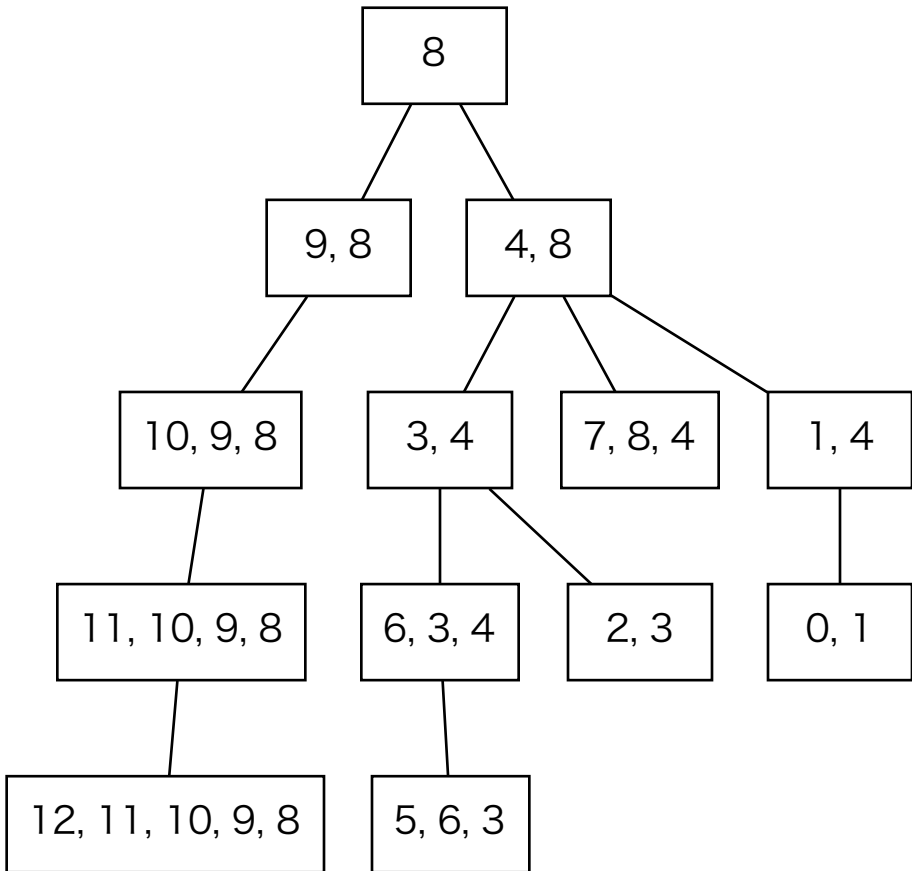 8
9, 8
4, 8
10, 9, 8
3, 4
7, 8, 4
1, 4
11, 10, 9, 8
6, 3, 4
2, 3
0, 1
12, 11, 10, 9, 8
5, 6, 3